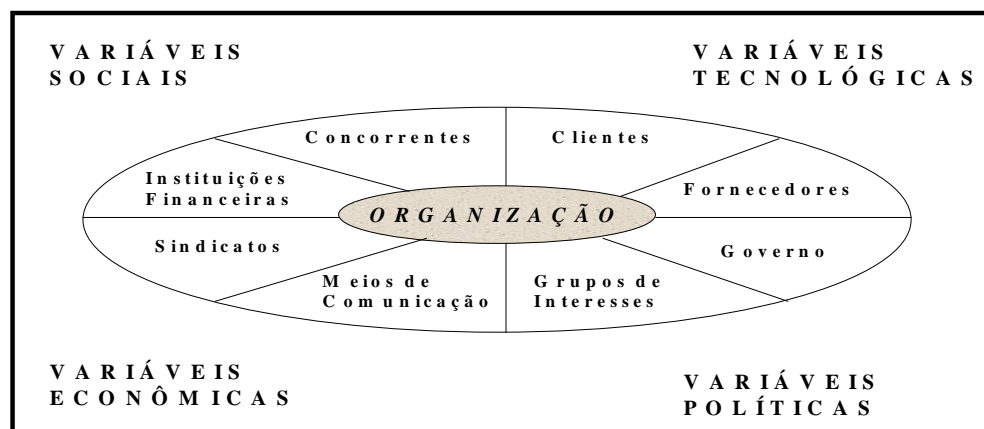 VARIÁVEIS
SOCIAIS
VARIÁVEIS
TECNOLÓGICAS
Concorrentes
Clientes
Instituições
Financeiras
Fornecedores
ORGANIZAÇÃO
Sindicatos
Governo
Meios de
Comunicação
Grupos de
Interesses
VARIÁVEIS
ECONÔMICAS
VARIÁVEIS
POLÍTICAS